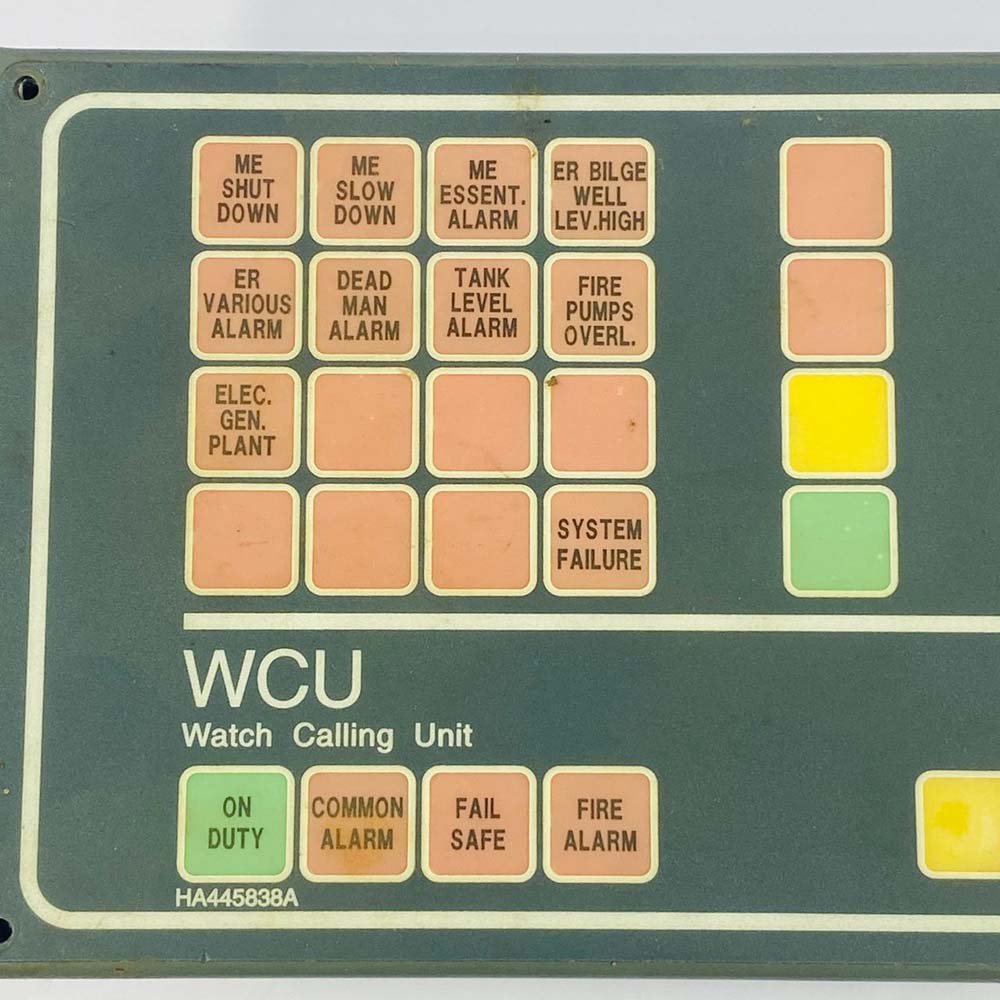 ME
SHUT
DOWN
ME
SLOW
DOWN
ME
ESSENT.
ALARM
ER BILGE
WELL
LEV.HIGH
ER
VARIOUS
ALARM
DEAD
MAN
ALARM
TANK
LEVEL
ALARM
FIRE
PUMPS
OVERL.
ELEC.
GEN.
PLANT
SYSTEM
FAILURE
WCU
Watch Calling Unit
ON
DUTY
COMMON
ALARM
FAIL
SAFE
FIRE
ALARM
HA445838A